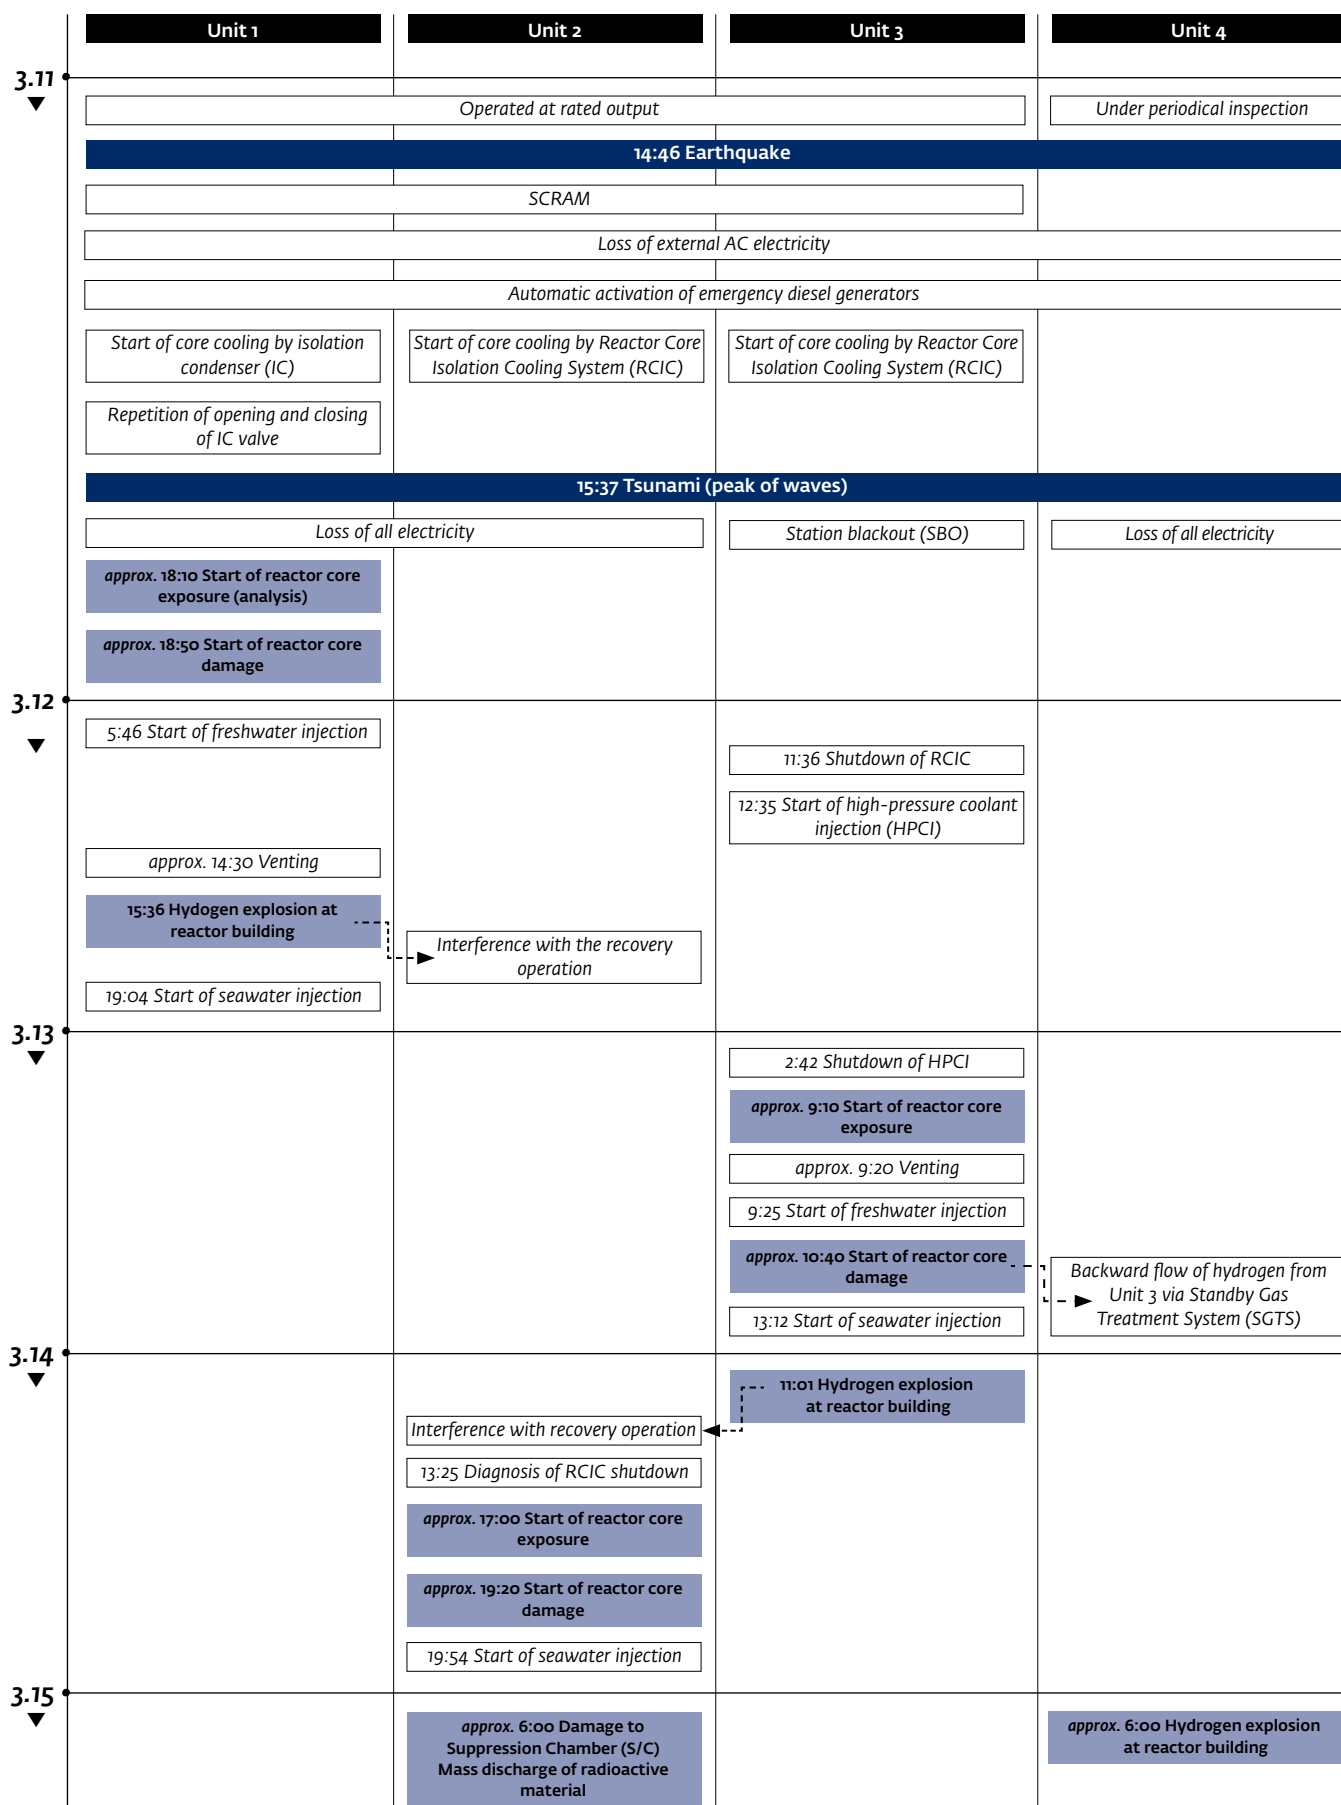 Unit 1
Unit 2
Unit 3
Unit 4
3.11
Operated at rated output
Under periodical inspection
14:46 Earthquake
SCRAM
Loss of external AC electricity
Automatic activation of emergency diesel generators
Start of core cooling by isolation
condenser (IC)
Start of core cooling by Reactor Core
Isolation Cooling System (RCIC)
Start of core cooling by Reactor Core
Isolation Cooling System (RCIC)
Repetition of opening and closing
of IC valve
15:37 Tsunami (peak of waves)
Loss of all electricity
Station blackout (SBO)
Loss of all electricity
approx. 18:10 Start of reactor core
exposure (analysis)
approx. 18:50 Start of reactor core
damage
3.12
5:46 Start of freshwater injection
11:36 Shutdown of RCIC
12:35 Start of high-pressure coolant
injection (HPCI)
approx. 14:30 Venting
15:36 Hydogen explosion at
reactor building
Interference with the recovery
operation
19:04 Start of seawater injection
3.13
2:42 Shutdown of HPCI
approx. 9:10 Start of reactor core
exposure
approx. 9:20 Venting
9:25 Start of freshwater injection
approx. 10:40 Start of reactor core
damage
Backward flow of hydrogen from
Unit 3 via Standby Gas
Treatment System (SGTS)
13:12 Start of seawater injection
3.14
11:01 Hydrogen explosion
at reactor building
Interference with recovery operation
13:25 Diagnosis of RCIC shutdown
approx. 17:00 Start of reactor core
exposure
approx. 19:20 Start of reactor core
damage
19:54 Start of seawater injection
3.15
approx. 6:00 Damage to
Suppression Chamber (S/C)
Mass discharge of radioactive
material
approx. 6:00 Hydrogen explosion
at reactor building